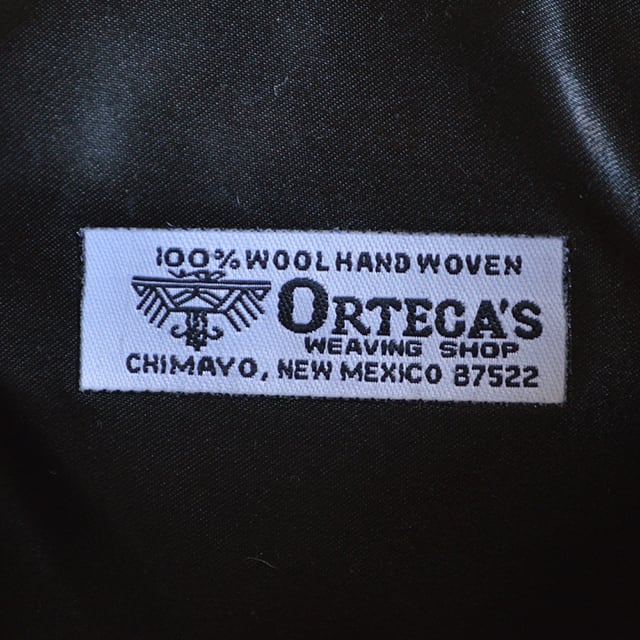 100% WOOL HAND WOVEN
ORTEGA'S
WEAVING SHOP
CHIMAYO, NEW MEXICO 87522